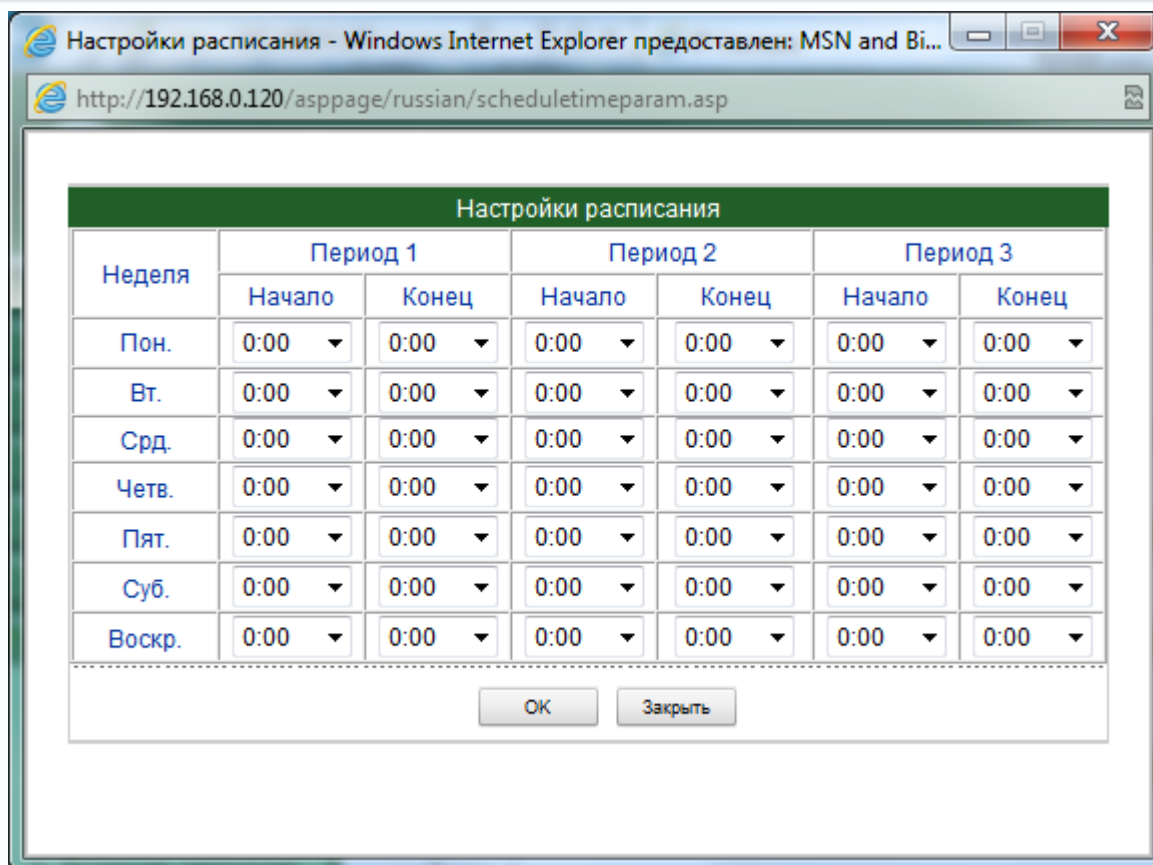 Настройки расписания - Windows Internet Explorer предоставлен: MSN and Bi...
http://192.168.0.120/asppage/russian/scheduletimeparam.asp
Настройки расписания
Неделя Период 1 Период 2 Период 3
Начало Конец Начало Конец Начало Конец
Пон. 0:00 0:00 0:00 0:00 0:00 0:00
Вт. 0:00 0:00 0:00 0:00 0:00 0:00
Срд. 0:00 0:00 0:00 0:00 0:00 0:00
Четв. 0:00 0:00 0:00 0:00 0:00 0:00
Пят. 0:00 0:00 0:00 0:00 0:00 0:00
Суб. 0:00 0:00 0:00 0:00 0:00 0:00
Воскр. 0:00 0:00 0:00 0:00 0:00 0:00
OK Закрыть